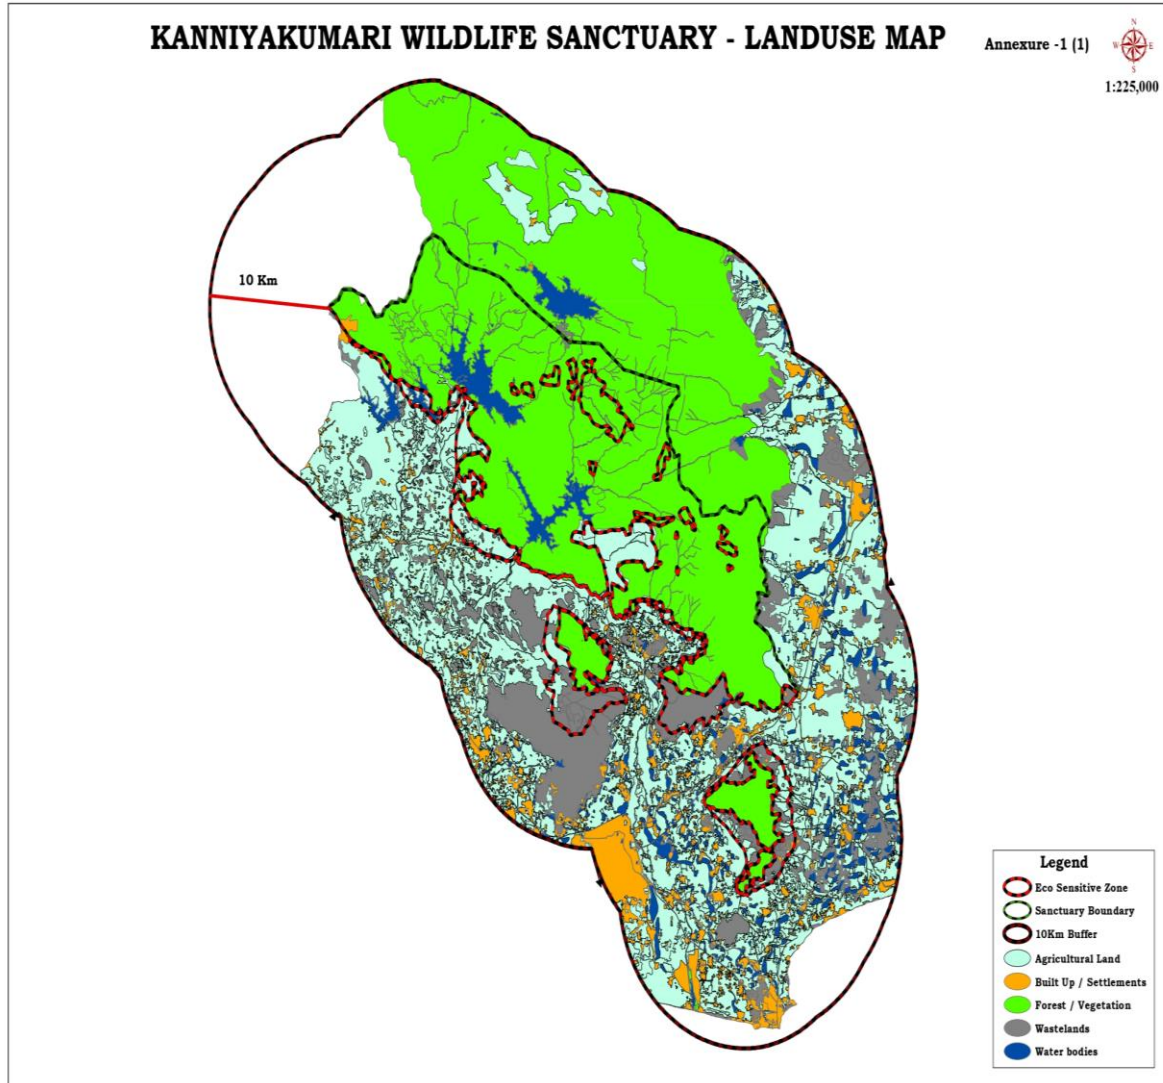 KANNIYAKUMARI WILDLIFE SANCTUARY - LANDUSE MAP
Annexure -1 (1)
N
W E
S
1:225,000
10 Km
Legend
Eco Sensitive Zone
Sanctuary Boundary
10Km Buffer
Agricultural Land
Built Up / Settlements
Forest / Vegetation
Wastelands
Water bodies